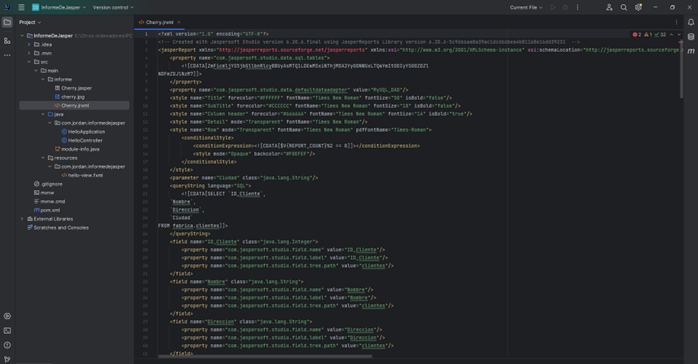 InformeDeJasper
Version control
Current File
Project
Cherry.jrxml
InformeDeJasper
.idea
.mvn
src
main
informe
Cherry.jasper
cherry.jpg
Cherry.jrxml
java
com.jordan.informedejasper
HelloApplication
HelloController
module-info.java
resources
com.jordan.informedejasper
hello-view.fxml
.gitignore
mvnw
mvnw.cmd
pom.xml
External Libraries
Scratches and Consoles
<?xml version="1.0" encoding="UTF-8"?>
<!-- Created with Jaspersoft Studio version 6.20.6.final using JasperReports Library version
<jasperReport xmlns="http://jasperreports.sourceforge.net/jasperreports" xmlns:xsi="http://www.w3.org/2001/XMLSchema-instance" xsi:schemaLocation="http://jasperreports.sourceforge.
<property name="com.jaspersoft.studio.data.sql.tables">
</property>
<property name="com.jaspersoft.studio.data.defaultdataadapter" value="MySQL_DAD"/>
<style name="Title" forecolor="#FFFFFF" fontName="Times New Roman" fontSize="50" isBold="false"/>
<style name="SubTitle" forecolor="#CCCCCC" fontName="Times New Roman" fontSize="18" isBold="false"/>
<style name="Column header" forecolor="#666666" fontName="Times New Roman" fontSize="14" isBold="true"/>
<style name="Detail" mode="Transparent" fontName="Times New Roman"/>
<style name="Row" mode="Transparent" fontName="Times New Roman" pdfFontName="Times-Roman">
<conditionalStyle>
<conditionExpression><![CDATA[$V{REPORT_COUNT}%2 == 0]]></conditionExpression>
<style mode="Opaque" backcolor="#F0EFEF"/>
</conditionalStyle>
</style>
<parameter name="Ciudad" class="java.lang.String"/>
<queryString language="SQL">
<![CDATA[SELECT `ID_Cliente`,
`Nombre`,
`Direccion`,
`Ciudad`
FROM fabrica.clientes]]>
</queryString>
<field name="ID_Cliente" class="java.lang.Integer">
<property name="com.jaspersoft.studio.field.name" value="ID_Cliente"/>
<property name="com.jaspersoft.studio.field.label" value="ID_Cliente"/>
<property name="com.jaspersoft.studio.field.tree.path" value="clientes"/>
</field>
<field name="Nombre" class="java.lang.String">
<property name="com.jaspersoft.studio.field.name" value="Nombre"/>
<property name="com.jaspersoft.studio.field.label" value="Nombre"/>
<property name="com.jaspersoft.studio.field.tree.path" value="clientes"/>
</field>
<field name="Direccion" class="java.lang.String">
<property name="com.jaspersoft.studio.field.name" value="Direccion"/>
<property name="com.jaspersoft.studio.field.label" value="Direccion"/>
<property name="com.jaspersoft.studio.field.tree.path" value="clientes"/>
</field>